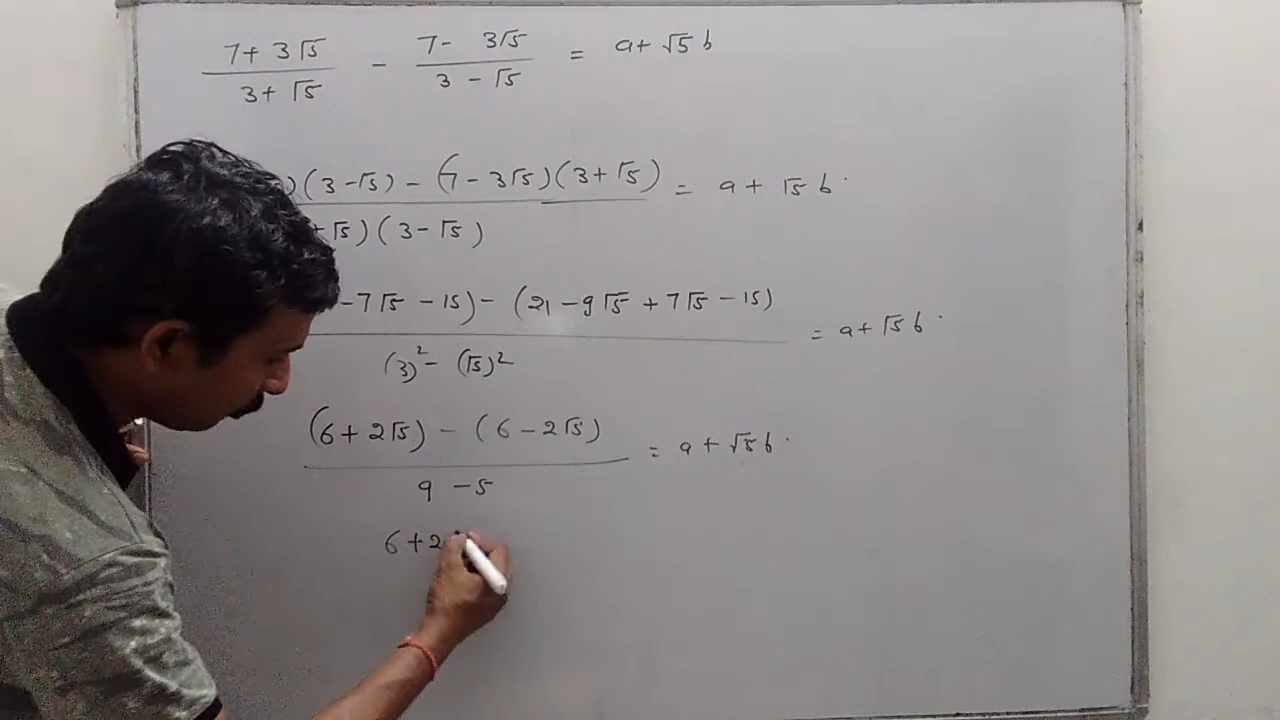 7+ 3√5 / 3+ √5 - 7- 3√5 / 3 - √5 = a+ √5 b
)(3-√5) - (7-3√5)(3+√5) / +√5)(3-√5) = a+ √5 b
-7√5 -15) - (21 -9√5 +7√5 -15) / (3)² - (√5)² = a+√5 b
(6+2√5) - (6-2√5) / 9 -5 = a+ √5 b
6+2